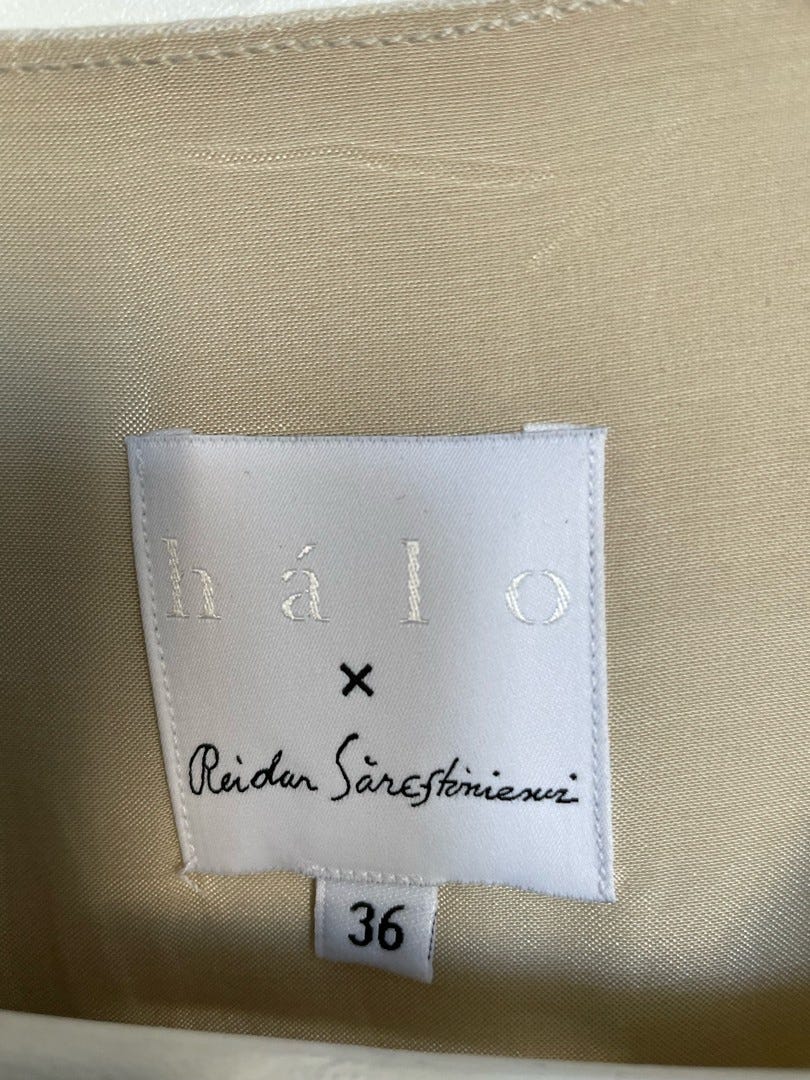 hálo
×
Reidar Särestöniemi
36